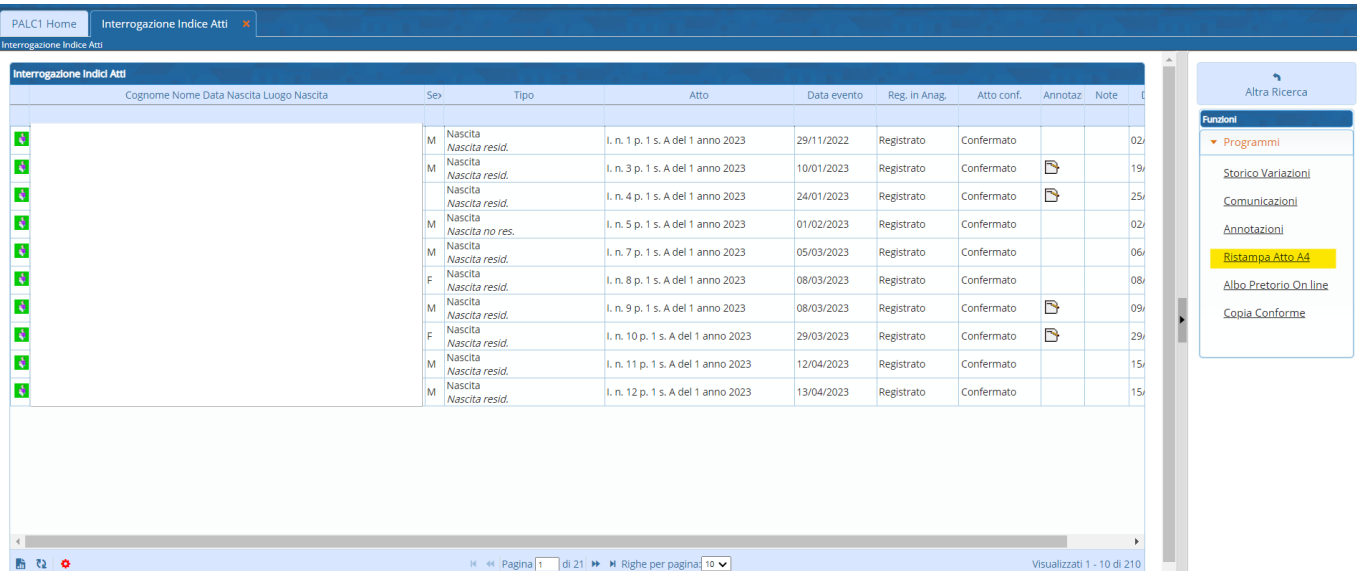 PALC1 Home Interrogazione Indice Atti ×
Interrogazione Indice Atti
Interrogazione Indici Atti
Cognome Nome Data Nascita Luogo Nascita Tipo Atto Data evento Reg. in Anag. Atto conf. Annotaz Note
M Nascita I. n. 1 p. 1 s. A del 1 anno 2023 29/11/2022 Registrato Confermato 02/
Nascita resid.
M Nascita I. n. 3 p. 1 s. A del 1 anno 2023 10/01/2023 Registrato Confermato 19/
Nascita resid.
Nascita I. n. 4 p. 1 s. A del 1 anno 2023 24/01/2023 Registrato Confermato 25/
Nascita resid.
M Nascita I. n. 5 p. 1 s. A del 1 anno 2023 01/02/2023 Registrato Confermato 02/
Nascita no res.
M Nascita I. n. 7 p. 1 s. A del 1 anno 2023 05/03/2023 Registrato Confermato 06/
Nascita resid.
F Nascita I. n. 8 p. 1 s. A del 1 anno 2023 08/03/2023 Registrato Confermato 08/
Nascita resid.
M Nascita I. n. 9 p. 1 s. A del 1 anno 2023 08/03/2023 Registrato Confermato 09/
Nascita resid.
F Nascita I. n. 10 p. 1 s. A del 1 anno 2023 29/03/2023 Registrato Confermato 29/
Nascita resid.
M Nascita I. n. 11 p. 1 s. A del 1 anno 2023 12/04/2023 Registrato Confermato 15/
Nascita resid.
M Nascita I. n. 12 p. 1 s. A del 1 anno 2023 13/04/2023 Registrato Confermato 15/
Nascita resid.
Pagina 1 di 21 Righe per pagina: 10 Visualizzati 1 - 10 di 210
Altra Ricerca
Funzioni
Programmi
Storico Variazioni
Comunicazioni
Annotazioni
Ristampa Atto A4
Albo Pretorio On line
Copia Conforme